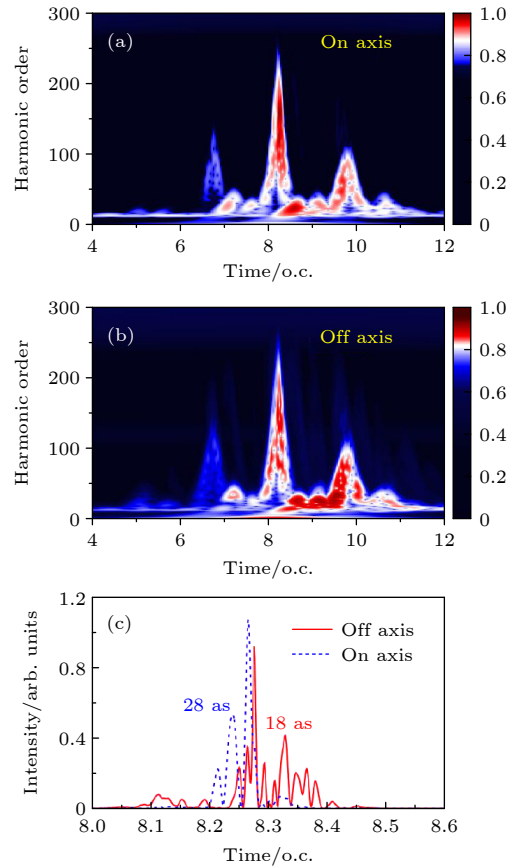 300
(a)
On axis
1.0
Harmonic order
200
0.8
0.6
100
0.4
0.2
0
0
4
6
8
10
12
Time/o.c.
300
(b)
Off axis
1.0
Harmonic order
200
0.8
0.6
100
0.4
0.2
0
0
4
6
8
10
12
Time/o.c.
1.2
(c)
Off axis
On axis
Intensity/arb. units
0.8
28 as
18 as
0.4
0
8.0
8.1
8.2
8.3
8.4
8.5
8.6
Time/o.c.